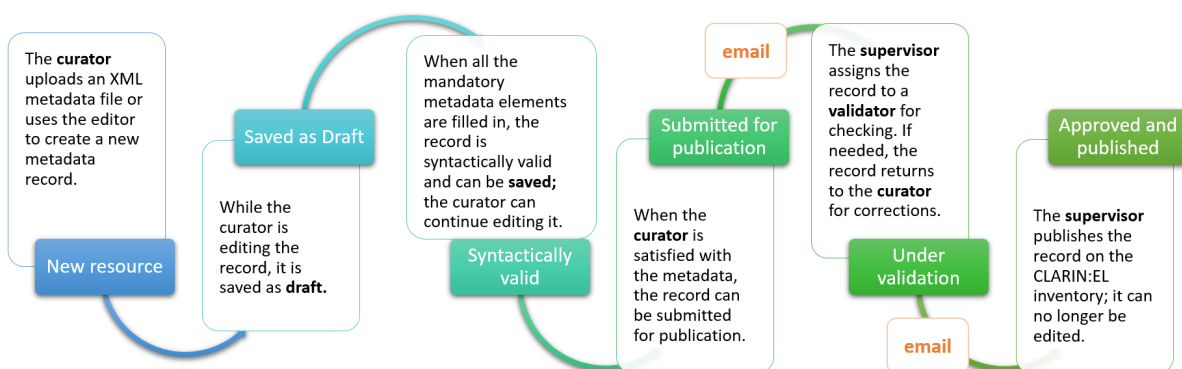 The curator
uploads an XML
metadata file or
uses the editor
to create a new
metadata
record.
New resource
Saved as Draft
While the
curator is
editing the
record, it is
saved as draft.
When all the
mandatory
metadata elements
are filled in, the
record is
syntactically valid
and can be saved;
the curator can
continue editing it.
Syntactically
valid
Submitted for
publication
When the
curator is
satisfied with
the metadata,
the record can
be submitted
for publication.
email
The supervisor
assigns the
record to a
validator for
checking. If
needed, the
record returns
to the curator
for corrections.
Under
validation
email
Approved and
published
The supervisor
publishes the
record on the
CLARIN:EL
inventory; it can
no longer be
edited.